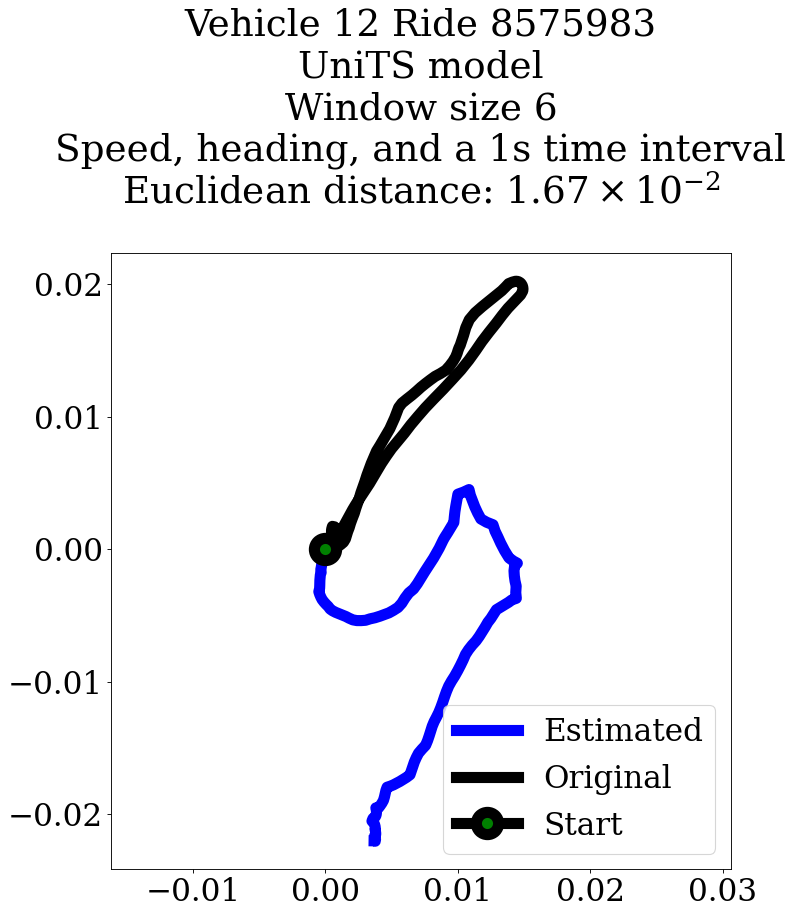 Vehicle 12 Ride 8575983
UniTS model
Window size 6
Speed, heading, and a 1s time interval
Euclidean distance: 1.67 × 10⁻²
0.02
0.01
0.00
−0.01
−0.02
Estimated
Original
Start
−0.01 0.00 0.01 0.02 0.03